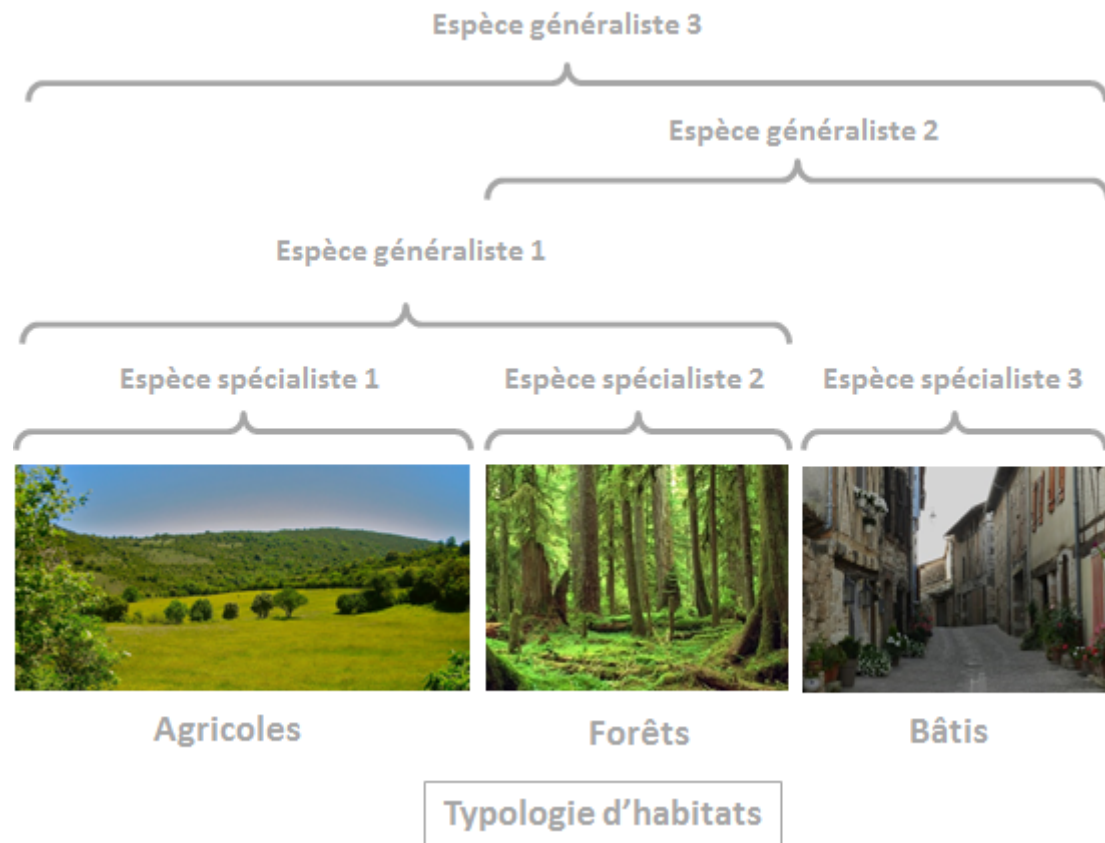 Espèce généraliste 3
Espèce généraliste 2
Espèce généraliste 1
Espèce spécialiste 1
Espèce spécialiste 2
Espèce spécialiste 3
Agricoles
Forêts
Bâtis
Typologie d'habitats